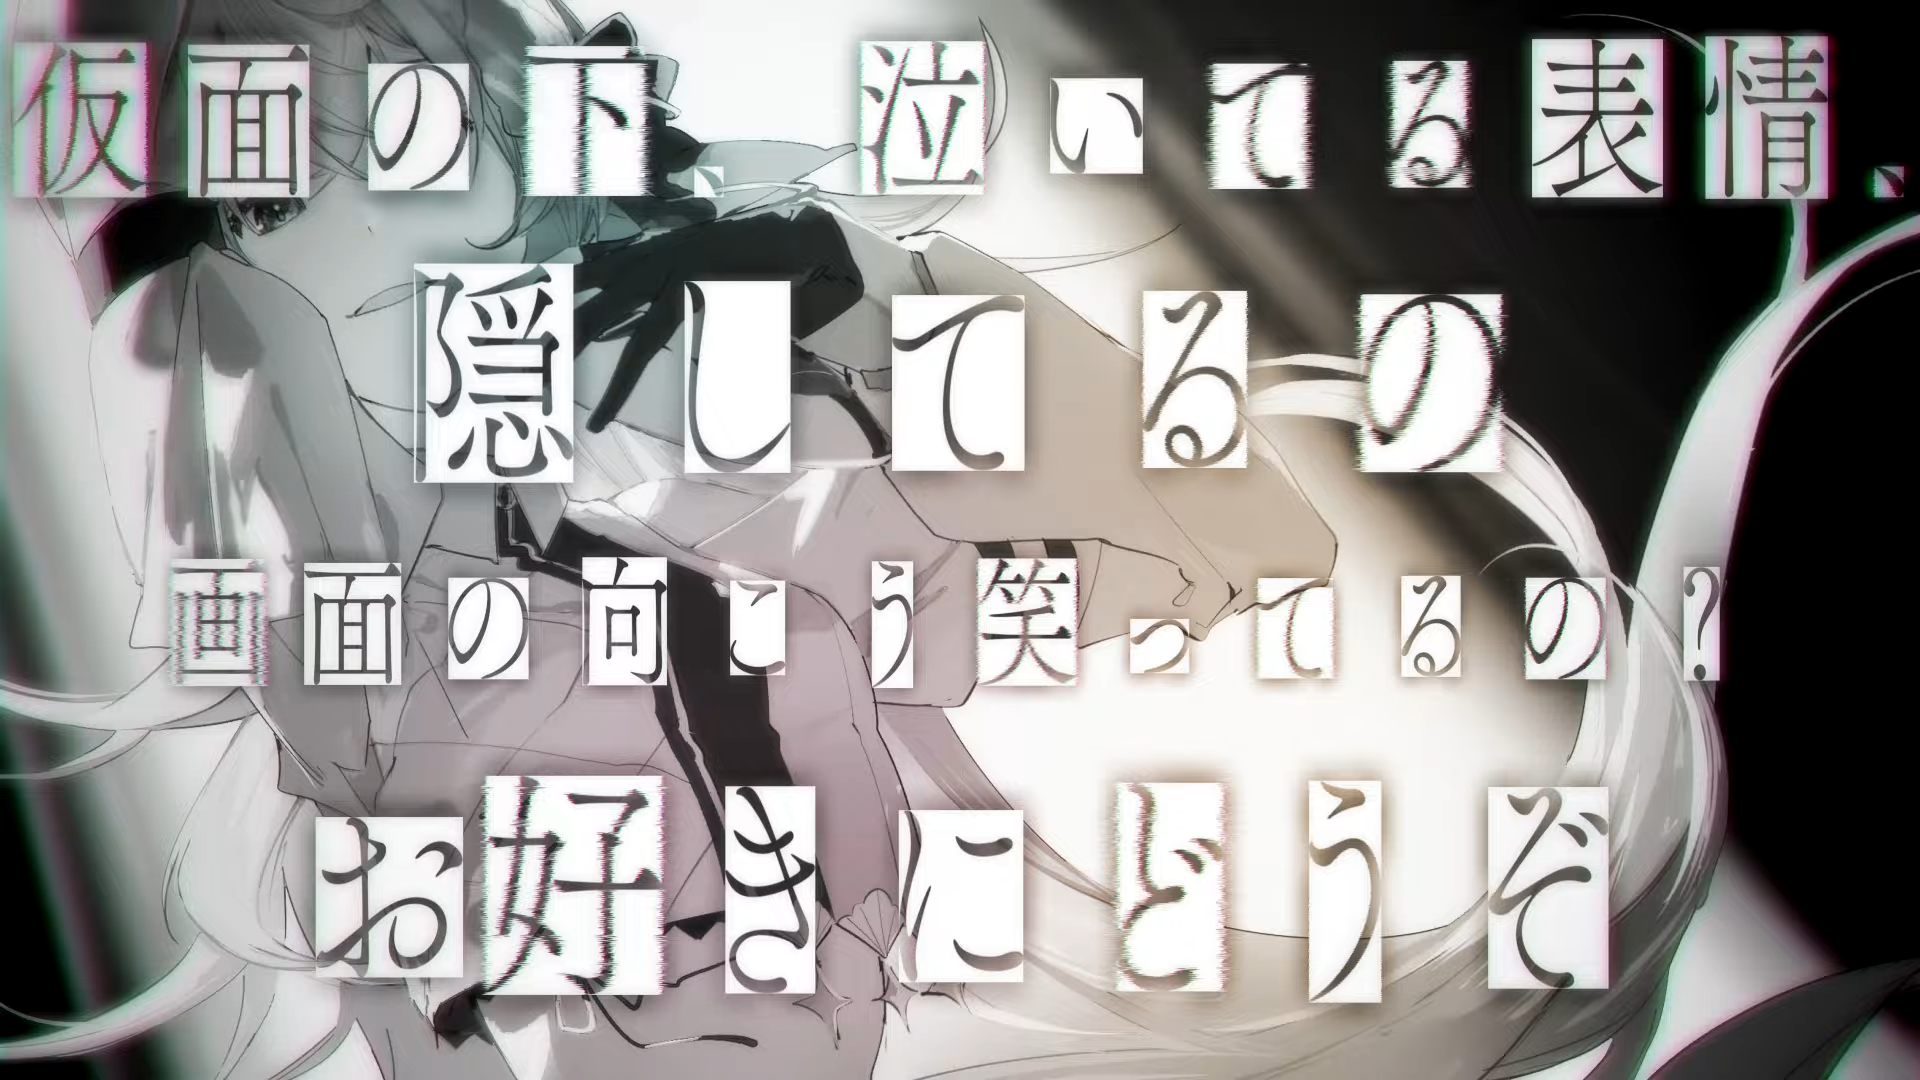 仮面の下、泣いてる表情、
隠してるの
画面の向こう笑ってるの?
お好きにどうぞ